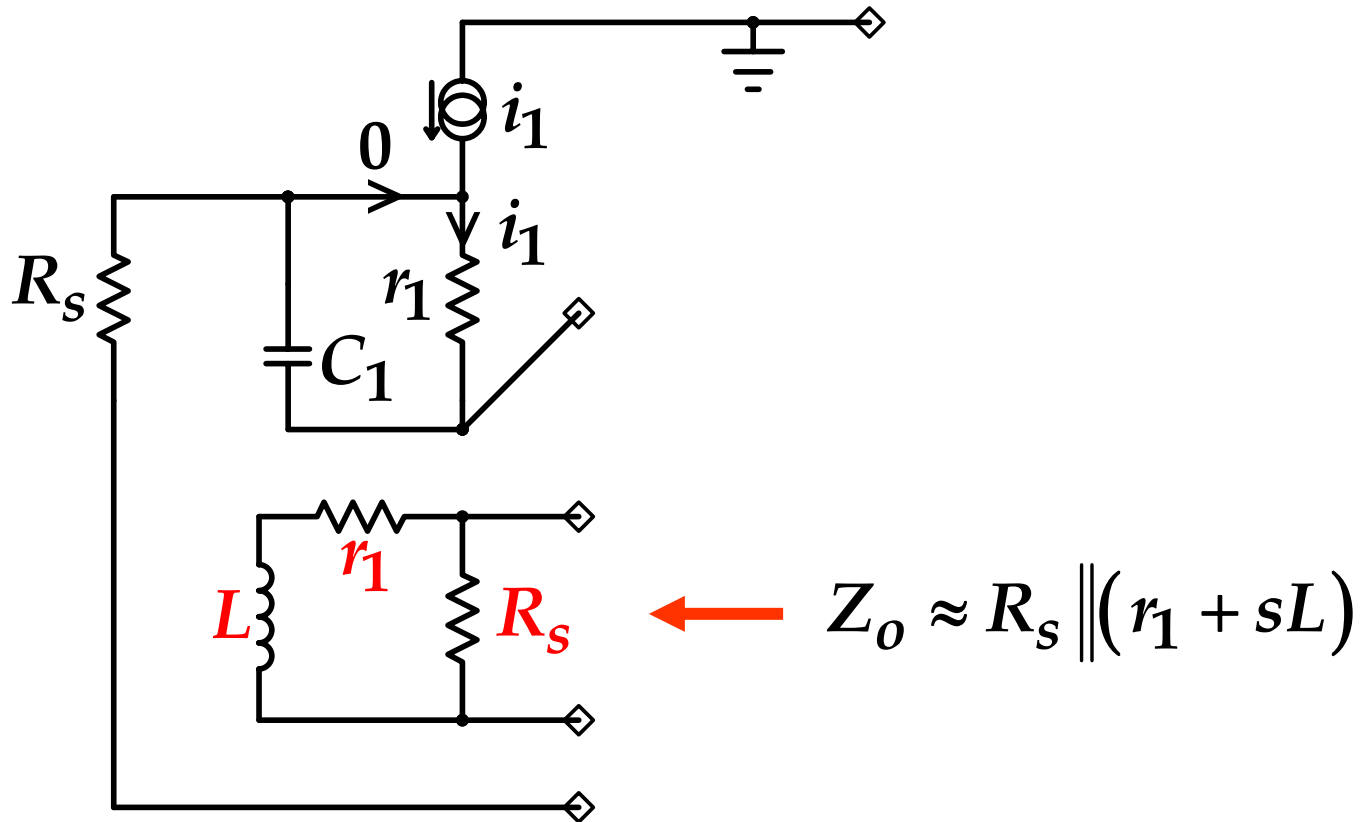 i₁
0
i₁
Rₛ
r₁
C₁
r₁
L
Rₛ
Zₒ ≈ Rₛ ‖ (r₁ + sL)